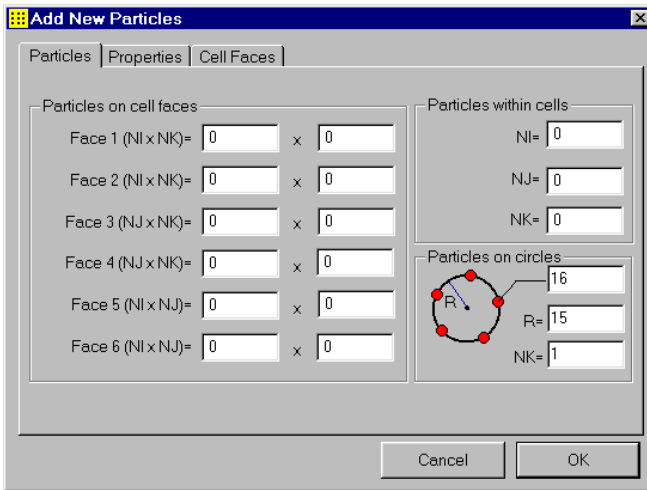 Add New Particles
Particles Properties Cell Faces
Particles on cell faces
Face 1 (NI x NK)= 0 x 0
Face 2 (NI x NK)= 0 x 0
Face 3 (NJ x NK)= 0 x 0
Face 4 (NJ x NK)= 0 x 0
Face 5 (NI x NJ)= 0 x 0
Face 6 (NI x NJ)= 0 x 0
Particles within cells
NI= 0
NJ= 0
NK= 0
Particles on circles
16
R
R= 15
NK= 1
Cancel OK